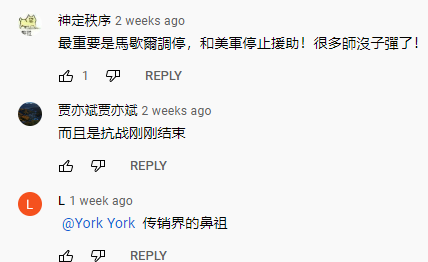 神定秩序 2 weeks ago
最重要是馬歇爾調停，和美軍停止援助！很多師沒子彈了！
1 REPLY
贾亦斌贾亦斌 2 weeks ago
而且是抗战刚刚结束
REPLY
L
L 1 week ago
@York York 传销界的鼻祖
REPLY